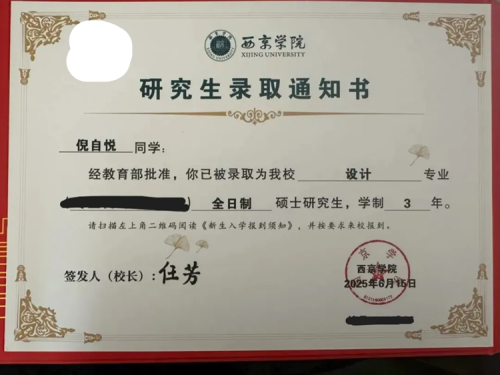 西京学院
XIJING UNIVERSITY
研究生录取通知书
倪自悦 同学：
经教育部批准，你已被录取为我校 设计 专业
全日制 硕士研究生，学制 3 年。
请扫描左上角二维码阅读《新生入学报到须知》，并按要求来校报到。
签发人（校长）：任芳
西京学院
2025年6月15日